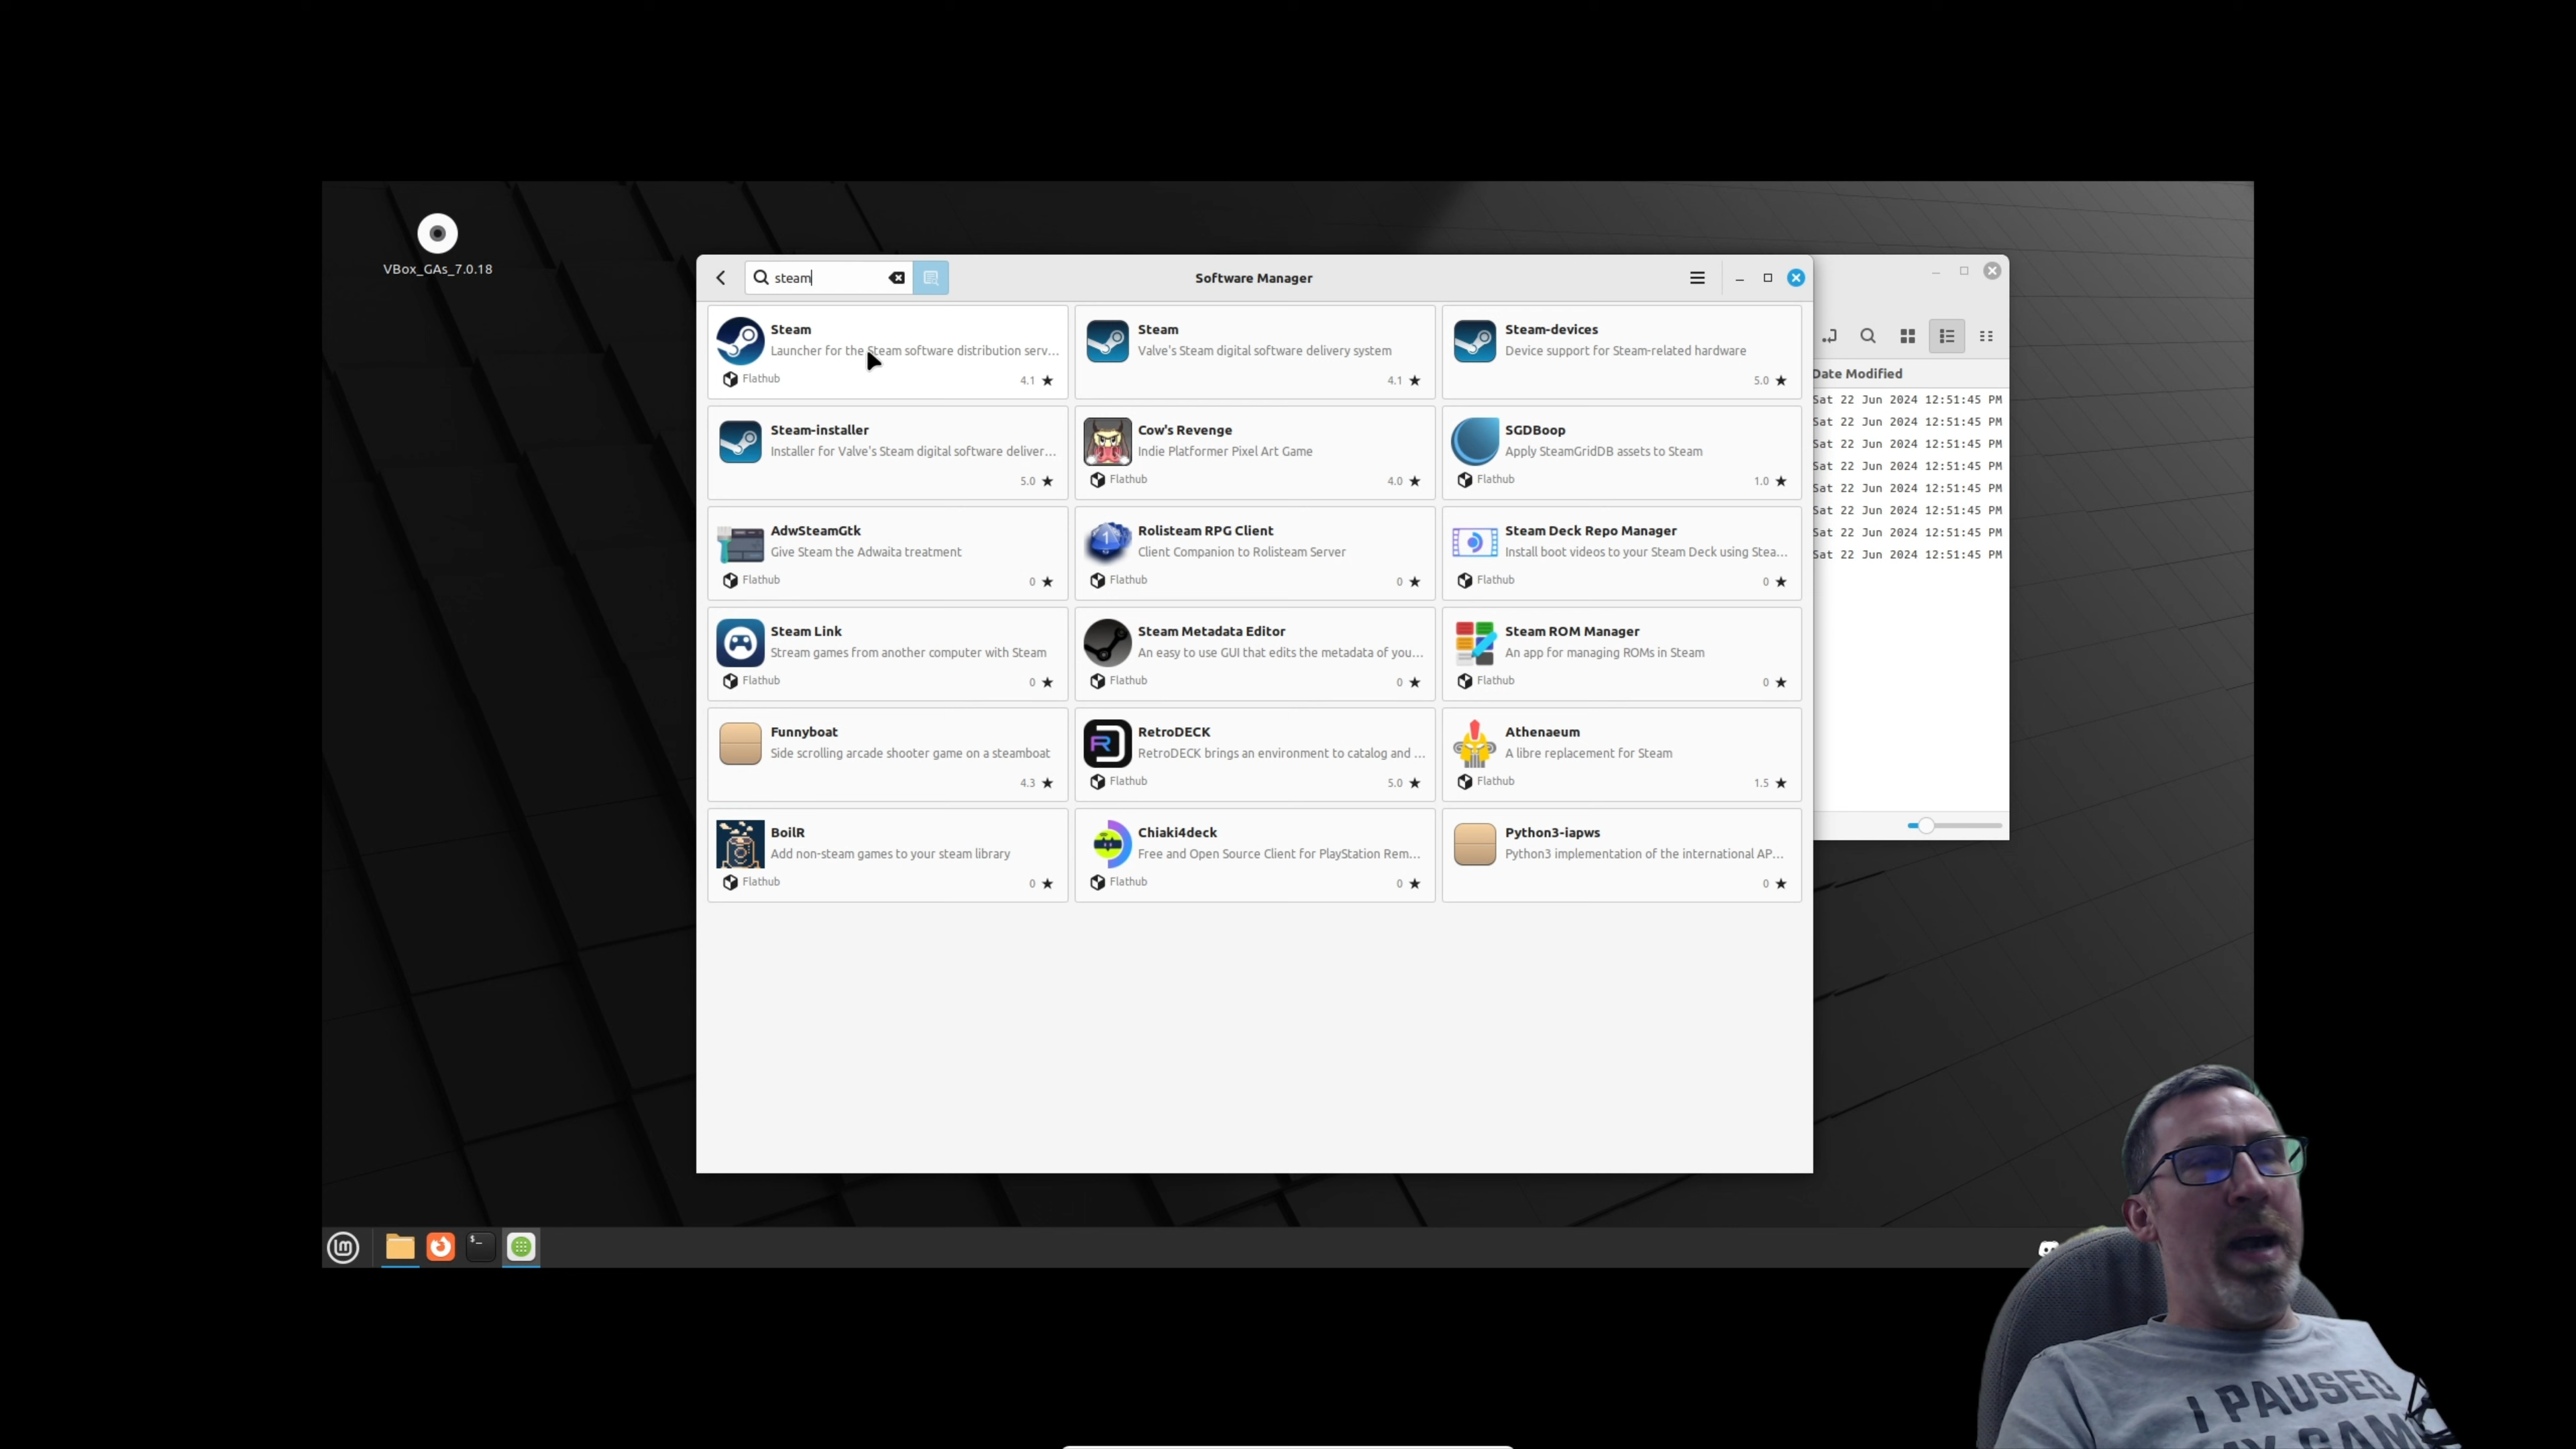 VBox_GAs_7.0.18
steam
Software Manager
Steam
Launcher for the Steam software distribution serv...
Flathub
4.1
Steam
Valve's Steam digital software delivery system
4.1
Steam-devices
Device support for Steam-related hardware
5.0
Steam-installer
Installer for Valve's Steam digital software deliver...
5.0
Cow's Revenge
Indie Platformer Pixel Art Game
Flathub
4.0
SGDBoop
Apply SteamGridDB assets to Steam
Flathub
1.0
AdwSteamGtk
Give Steam the Adwaita treatment
Flathub
0
Rolisteam RPG Client
Client Companion to Rolisteam Server
Flathub
0
Steam Deck Repo Manager
Install boot videos to your Steam Deck using Stea...
Flathub
0
Steam Link
Stream games from another computer with Steam
Flathub
0
Steam Metadata Editor
An easy to use GUI that edits the metadata of you...
Flathub
0
Steam ROM Manager
An app for managing ROMs in Steam
Flathub
0
Funnyboat
Side scrolling arcade shooter game on a steamboat
4.3
RetroDECK
RetroDECK brings an environment to catalog and ...
Flathub
5.0
Athenaeum
A libre replacement for Steam
Flathub
1.5
BoilR
Add non-steam games to your steam library
Flathub
0
Chiaki4deck
Free and Open Source Client for PlayStation Rem...
Flathub
0
Python3-iapws
Python3 implementation of the international AP...
0
Date Modified
Sat 22 Jun 2024 12:51:45 PM
Sat 22 Jun 2024 12:51:45 PM
Sat 22 Jun 2024 12:51:45 PM
Sat 22 Jun 2024 12:51:45 PM
Sat 22 Jun 2024 12:51:45 PM
Sat 22 Jun 2024 12:51:45 PM
Sat 22 Jun 2024 12:51:45 PM
Sat 22 Jun 2024 12:51:45 PM
I PAUSED